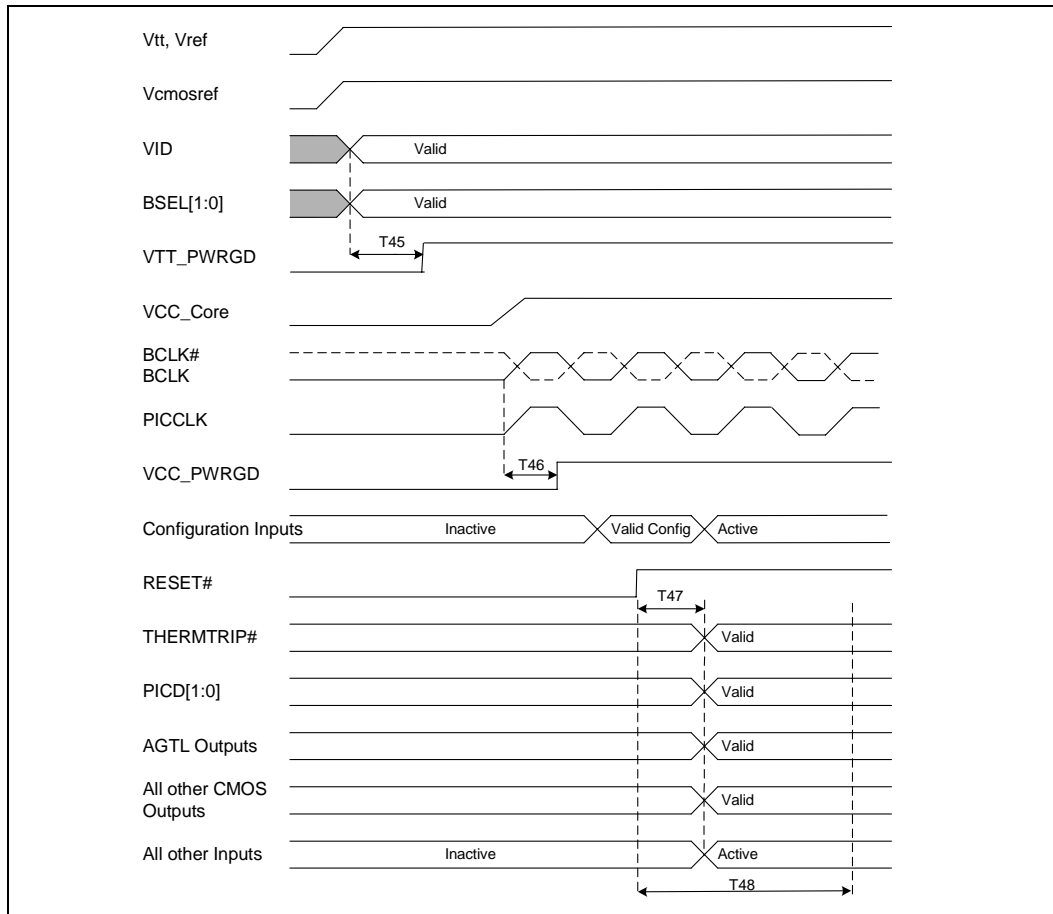 Vtt, Vref
Vcmosref
VID
Valid
BSEL[1:0]
Valid
T45
VTT_PWRGD
VCC_Core
BCLK#
BCLK
PICCLK
T46
VCC_PWRGD
Configuration Inputs
Inactive
Valid Config
Active
RESET#
T47
THERMTRIP#
Valid
PICD[1:0]
Valid
AGTL Outputs
Valid
All other CMOS
Outputs
Valid
All other Inputs
Inactive
Active
T48